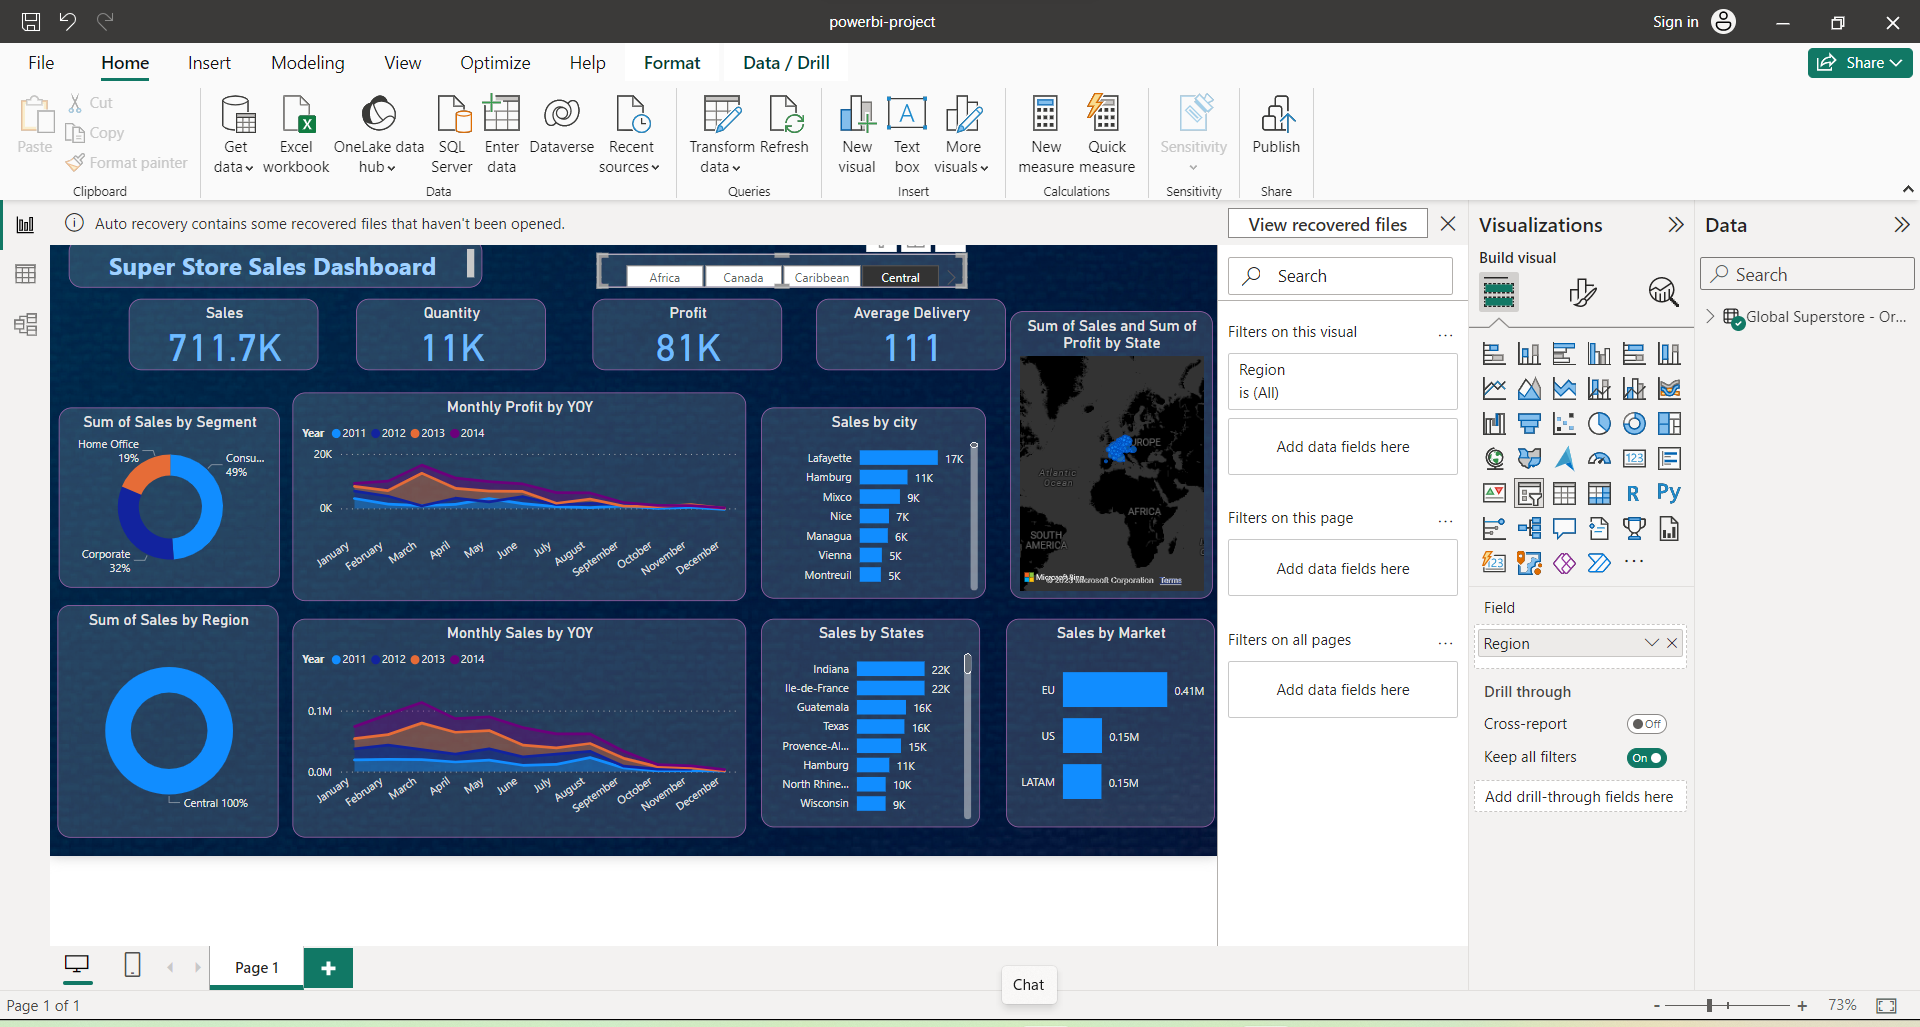 powerbi-project
Sign in
File
Home
Insert
Modeling
View
Optimize
Help
Format
Data / Drill
Share
Paste
Cut
Copy
Format painter
Clipboard
Get data
Excel workbook
OneLake data hub
SQL Server
Enter data
Dataverse
Recent sources
Data
Transform data
Refresh
Queries
New visual
Text box
More visuals
Insert
New measure
Quick measure
Calculations
Sensitivity
Sensitivity
Publish
Share
Auto recovery contains some recovered files that haven't been opened.
View recovered files
Super Store Sales Dashboard
Africa
Canada
Caribbean
Central
Sales
711.7K
Quantity
11K
Profit
81K
Average Delivery
111
Sum of Sales and Sum of
Profit by State
Atlantic
Ocean
AFRICA
SOUTH
AMERICA
Terms
Sum of Sales by Segment
Home Office
19%
Consu...
49%
Corporate
32%
Monthly Profit by YOY
Year 2011 2012 2013 2014
20K
0K
January
February
March
April
May
June
July
August
September
October
November
December
Sales by city
Lafayette 17K
Hamburg 11K
Mixco 9K
Nice 7K
Managua 6K
Vienna 5K
Montreuil 5K
Sum of Sales by Region
Central 100%
Monthly Sales by YOY
Year 2011 2012 2013 2014
0.1M
0.0M
January
February
March
April
May
June
July
August
September
October
November
December
Sales by States
Indiana 22K
Ile-de-France 22K
Guatemala 16K
Texas 16K
Provence-Al... 15K
Hamburg 11K
North Rhine... 10K
Wisconsin 9K
Sales by Market
EU 0.41M
US 0.15M
LATAM 0.15M
Search
Filters on this visual
...
Region
is (All)
Add data fields here
Filters on this page
...
Add data fields here
Filters on all pages
...
Add data fields here
Visualizations
Build visual
123
R
Py
123
...
Field
Region
Drill through
Cross-report
Off
Keep all filters
On
Add drill-through fields here
Data
Search
Global Superstore - Or...
Page 1
Chat
Page 1 of 1
73%